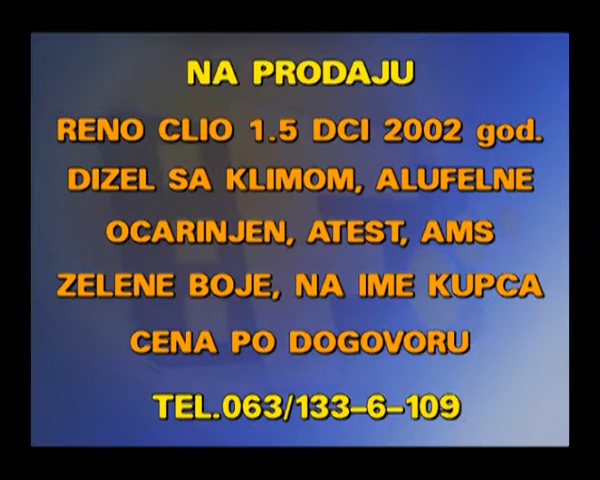 NA PRODAJU
RENO CLIO 1.5 DCI 2002 god.
DIZEL SA KLIMOM, ALUFELNE
OCARINJEN, ATEST, AMS
ZELENE BOJE, NA IME KUPCA
CENA PO DOGOVORU
TEL.063/133-6-109